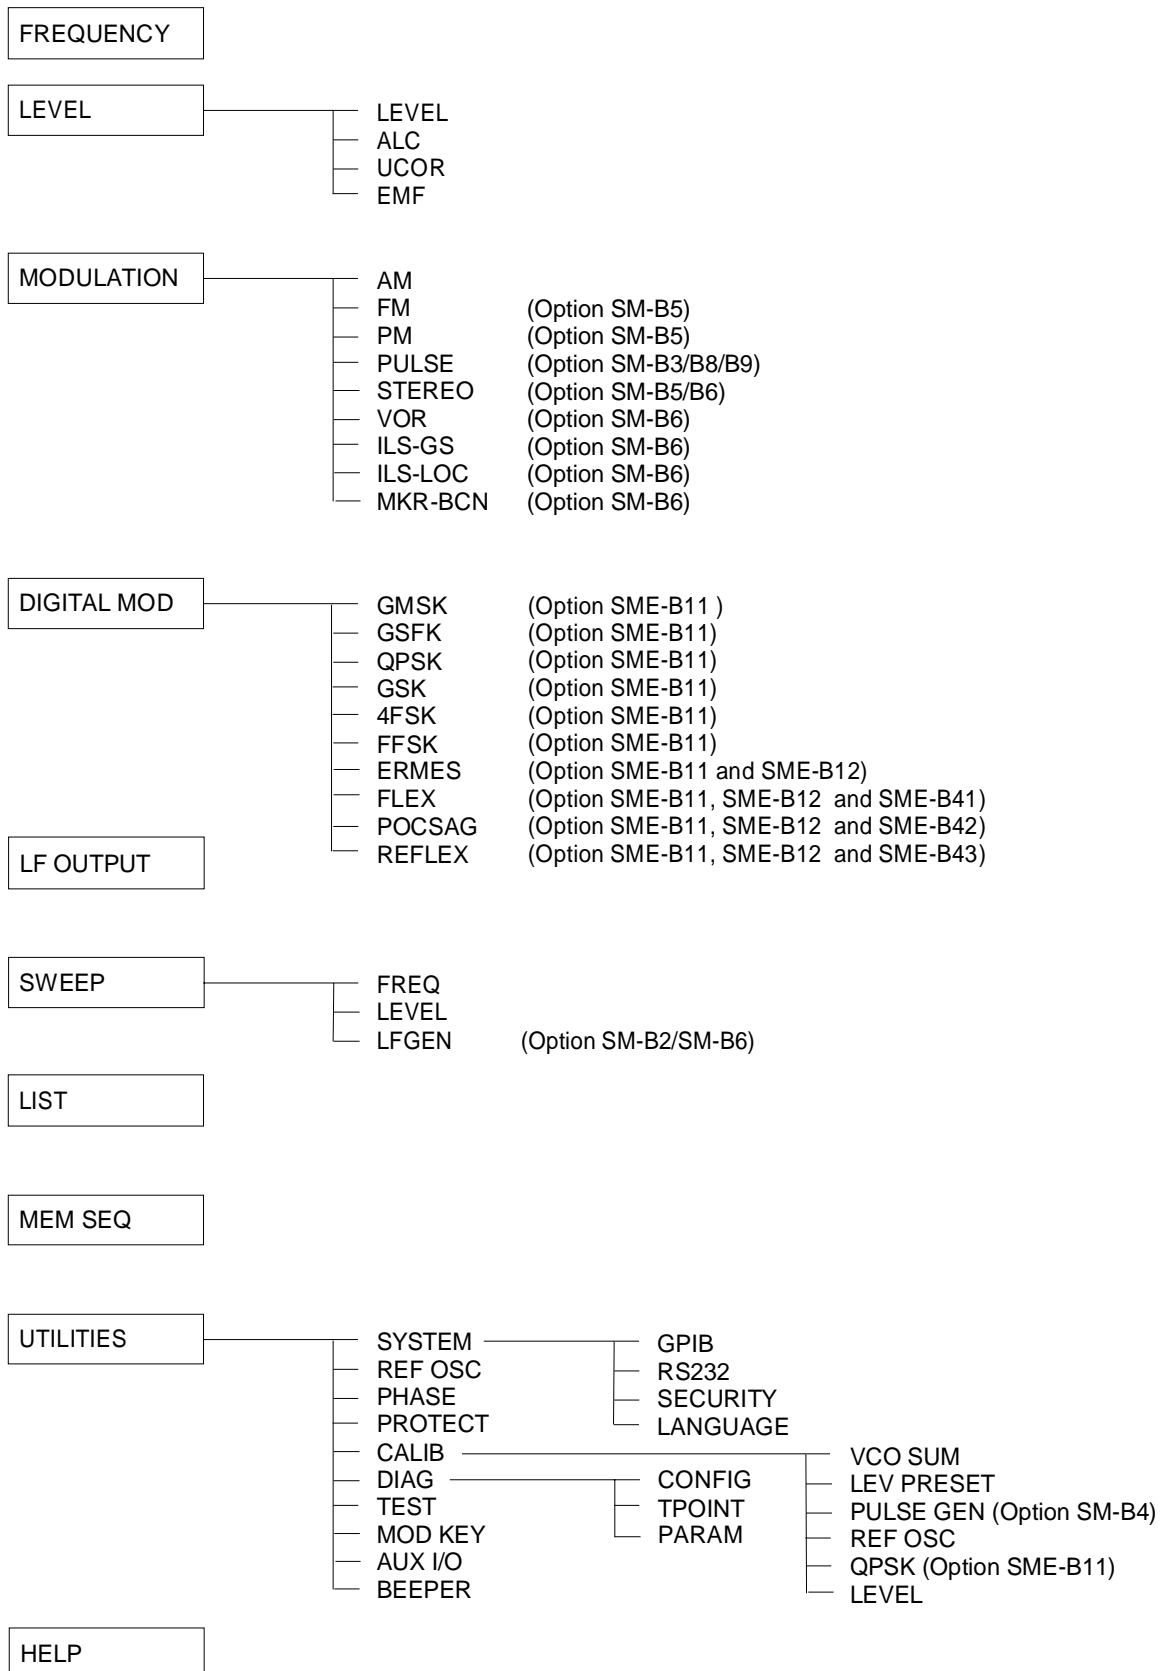 FREQUENCY
LEVEL
LEVEL
ALC
UCOR
EMF
MODULATION
AM
FM (Option SM-B5)
PM (Option SM-B5)
PULSE (Option SM-B3/B8/B9)
STEREO (Option SM-B5/B6)
VOR (Option SM-B6)
ILS-GS (Option SM-B6)
ILS-LOC (Option SM-B6)
MKR-BCN (Option SM-B6)
DIGITAL MOD
GMSK (Option SME-B11 )
GSFK (Option SME-B11)
QPSK (Option SME-B11)
GSK (Option SME-B11)
4FSK (Option SME-B11)
FFSK (Option SME-B11)
ERMES (Option SME-B11 and SME-B12)
FLEX (Option SME-B11, SME-B12 and SME-B41)
POCSAG (Option SME-B11, SME-B12 and SME-B42)
REFLEX (Option SME-B11, SME-B12 and SME-B43)
LF OUTPUT
SWEEP
FREQ
LEVEL
LFGEN (Option SM-B2/SM-B6)
LIST
MEM SEQ
UTILITIES
SYSTEM
GPIB
RS232
SECURITY
LANGUAGE
REF OSC
PHASE
PROTECT
CALIB
VCO SUM
LEV PRESET
PULSE GEN (Option SM-B4)
REF OSC
QPSK (Option SME-B11)
LEVEL
DIAG
CONFIG
TPOINT
PARAM
TEST
MOD KEY
AUX I/O
BEEPER
HELP